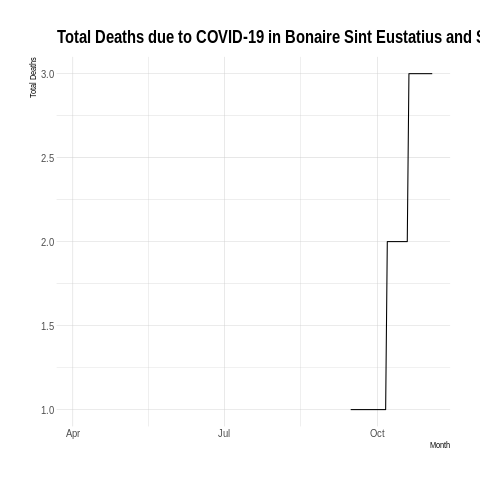 Total Deaths due to COVID-19 in Bonaire Sint Eustatius and S
Total Deaths
3.0
2.5
2.0
1.5
1.0
Apr
Jul
Oct
Month